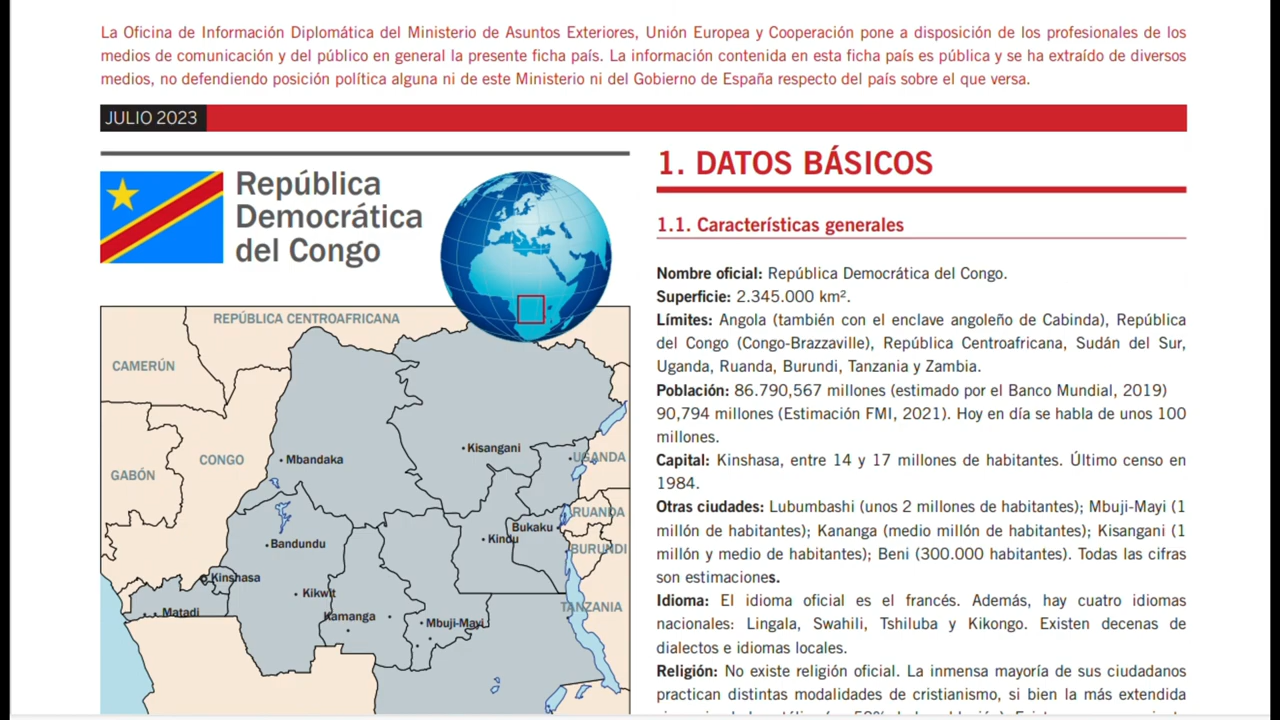 La Oficina de Información Diplomática del Ministerio de Asuntos Exteriores, Unión Europea y Cooperación pone a disposición de los profesionales de los
medios de comunicación y del público en general la presente ficha país. La información contenida en esta ficha país es pública y se ha extraído de diversos
medios, no defendiendo posición política alguna ni de este Ministerio ni del Gobierno de España respecto del país sobre el que versa.
JULIO 2023
República
Democrática
del Congo
REPÚBLICA CENTROAFRICANA
CAMERÚN
Kisangani
UGANDA
Mbandaka
CONGO
GABÓN
RUANDA
Bukaku
Kindu
Bandundu
BURUNDI
Kinshasa
Kikwit
TANZANIA
Matadi
Kamanga
Mbuji-Mayi
1. DATOS BÁSICOS
1.1. Características generales
Nombre oficial: República Democrática del Congo.
Superficie: 2.345.000 km².
Límites: Angola (también con el enclave angoleño de Cabinda), República
del Congo (Congo-Brazzaville), República Centroafricana, Sudán del Sur,
Uganda, Ruanda, Burundi, Tanzania y Zambia.
Población: 86.790,567 millones (estimado por el Banco Mundial, 2019)
90,794 millones (Estimación FMI, 2021). Hoy en día se habla de unos 100
millones.
Capital: Kinshasa, entre 14 y 17 millones de habitantes. Último censo en
1984.
Otras ciudades: Lubumbashi (unos 2 millones de habitantes); Mbuji-Mayi (1
millón de habitantes); Kananga (medio millón de habitantes); Kisangani (1
millón y medio de habitantes); Beni (300.000 habitantes). Todas las cifras
son estimaciones.
Idioma: El idioma oficial es el francés. Además, hay cuatro idiomas
nacionales: Lingala, Swahili, Tshiluba y Kikongo. Existen decenas de
dialectos e idiomas locales.
Religión: No existe religión oficial. La inmensa mayoría de sus ciudadanos
practican distintas modalidades de cristianismo, si bien la más extendida